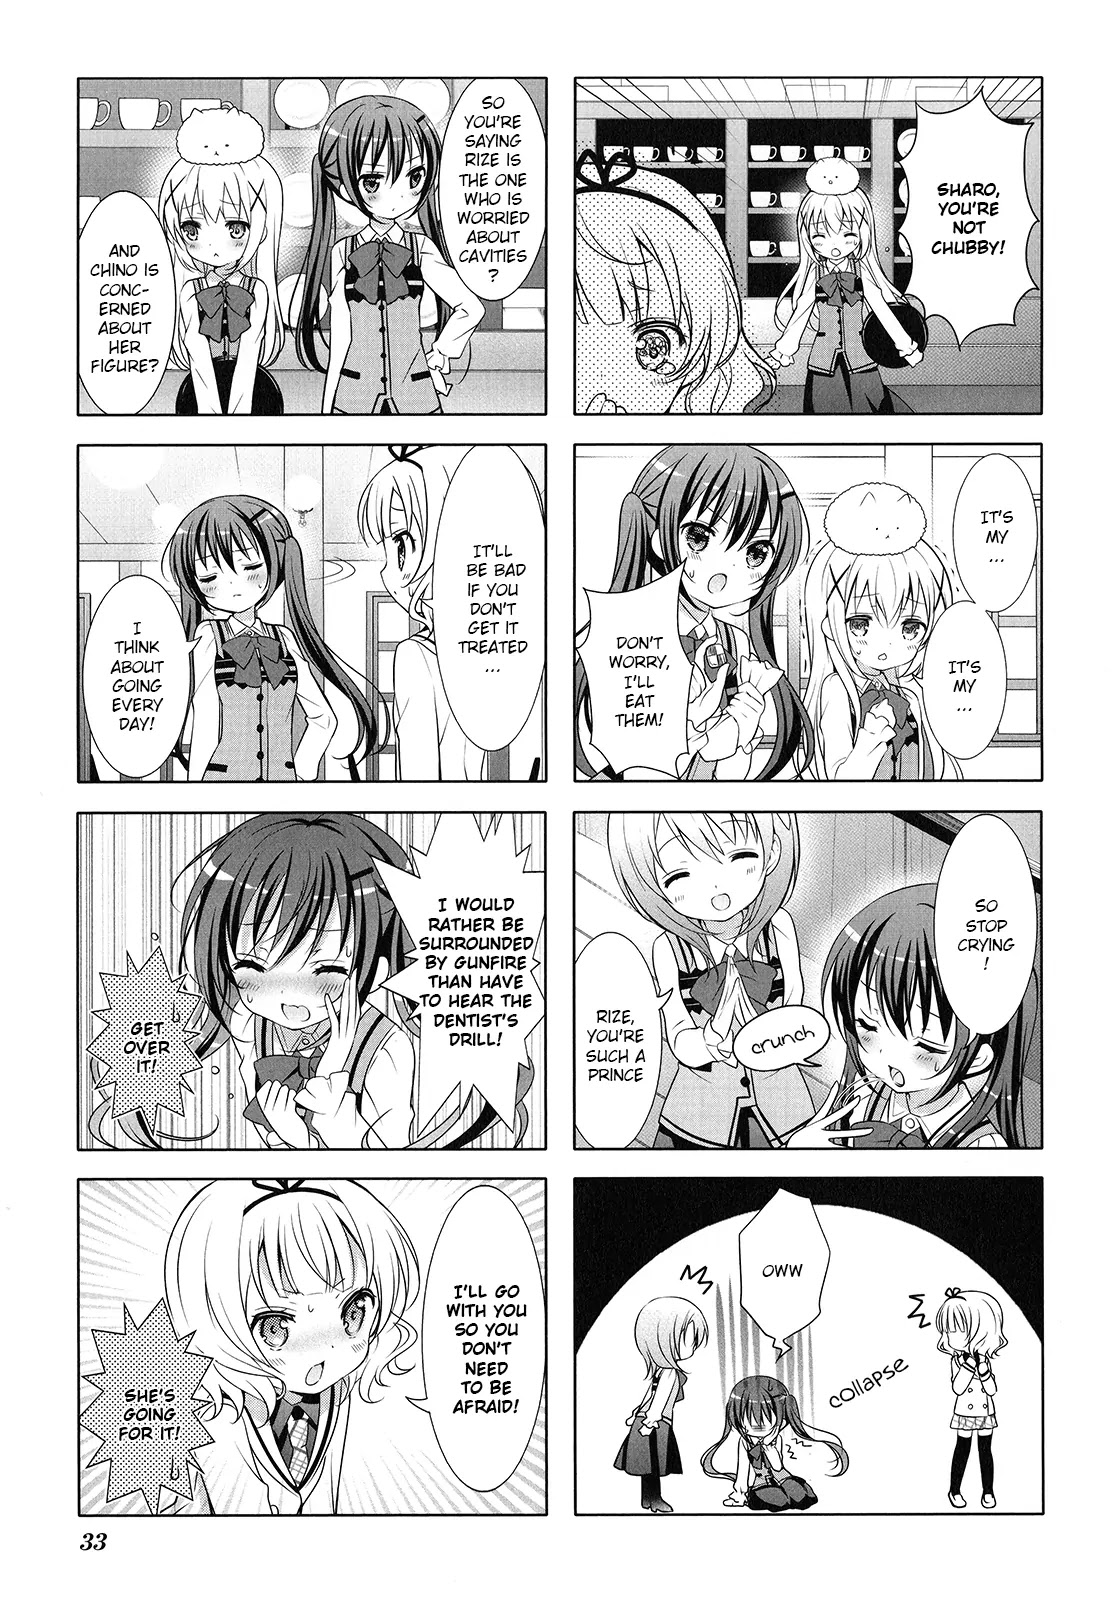 SHARO,
YOU'RE
NOT
CHUBBY!
IT'S
MY
...
IT'S
MY
...
DON'T
WORRY,
I'LL
EAT
THEM!
SO
STOP
CRYING
!
crunch
RIZE,
YOU'RE
SUCH A
PRINCE
OWW
collapse
SO
YOU'RE
SAYING
RIZE IS
THE ONE
WHO IS
WORRIED
ABOUT
CAVITIES
?
AND
CHINO IS
CONC-
ERNED
ABOUT
HER
FIGURE?
IT'LL
BE BAD
IF YOU
DON'T
GET IT
TREATED
...
I
THINK
ABOUT
GOING
EVERY
DAY!
I WOULD
RATHER BE
SURROUNDED
BY GUNFIRE
THAN HAVE
TO HEAR THE
DENTIST'S
DRILL!
GET
OVER
IT!
I'LL GO
WITH YOU
SO YOU
DON'T
NEED
TO BE
AFRAID!
SHE'S
GOING
FOR IT!
33